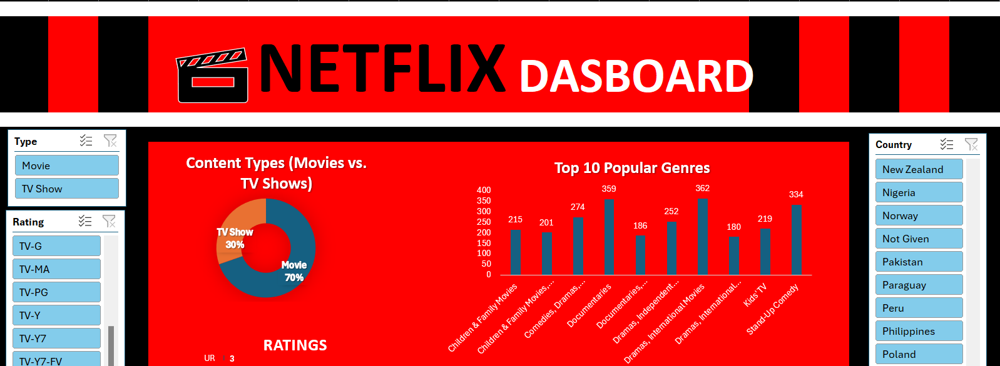 NETFLIX DASBOARD
Type
Movie
TV Show
Rating
TV-G
TV-MA
TV-PG
TV-Y
TV-Y7
TV-Y7-FV
Content Types (Movies vs.
TV Shows)
TV Show
30%
Movie
70%
RATINGS
UR 3
Top 10 Popular Genres
400
350
300
250
200
150
100
50
0
215
201
274
359
186
252
362
180
219
334
Children & Family Movies
Children & Family Movies,...
Comedies, Dramas,...
Documentaries
Documentaries,...
Dramas, Independent...
Dramas, International Movies
Dramas, International...
Kids' TV
Stand-Up Comedy
Country
New Zealand
Nigeria
Norway
Not Given
Pakistan
Paraguay
Peru
Philippines
Poland